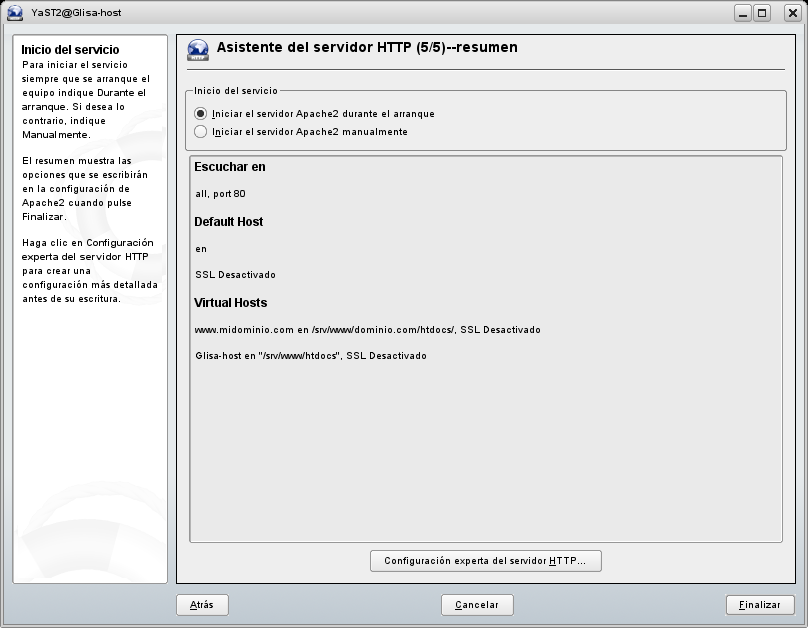 YaST2@Glisa-host
Inicio del servicio
Para iniciar el servicio
siempre que se arranque el
equipo indique Durante el
arranque. Si desea lo
contrario, indique
Manualmente.
El resumen muestra las
opciones que se escribirán
en la configuración de
Apache2 cuando pulse
Finalizar.
Haga clic en Configuración
experta del servidor HTTP
para crear una
configuración más detallada
antes de su escritura.
HTTP
Asistente del servidor HTTP (5/5)--resumen
Inicio del servicio
Iniciar el servidor Apache2 durante el arranque
Iniciar el servidor Apache2 manualmente
Escuchar en
all, port 80
Default Host
en
SSL Desactivado
Virtual Hosts
www.midominio.com en /srv/www/dominio.com/htdocs/, SSL Desactivado
Glisa-host en "/srv/www/htdocs", SSL Desactivado
Configuración experta del servidor HTTP...
Atrás
Cancelar
Finalizar